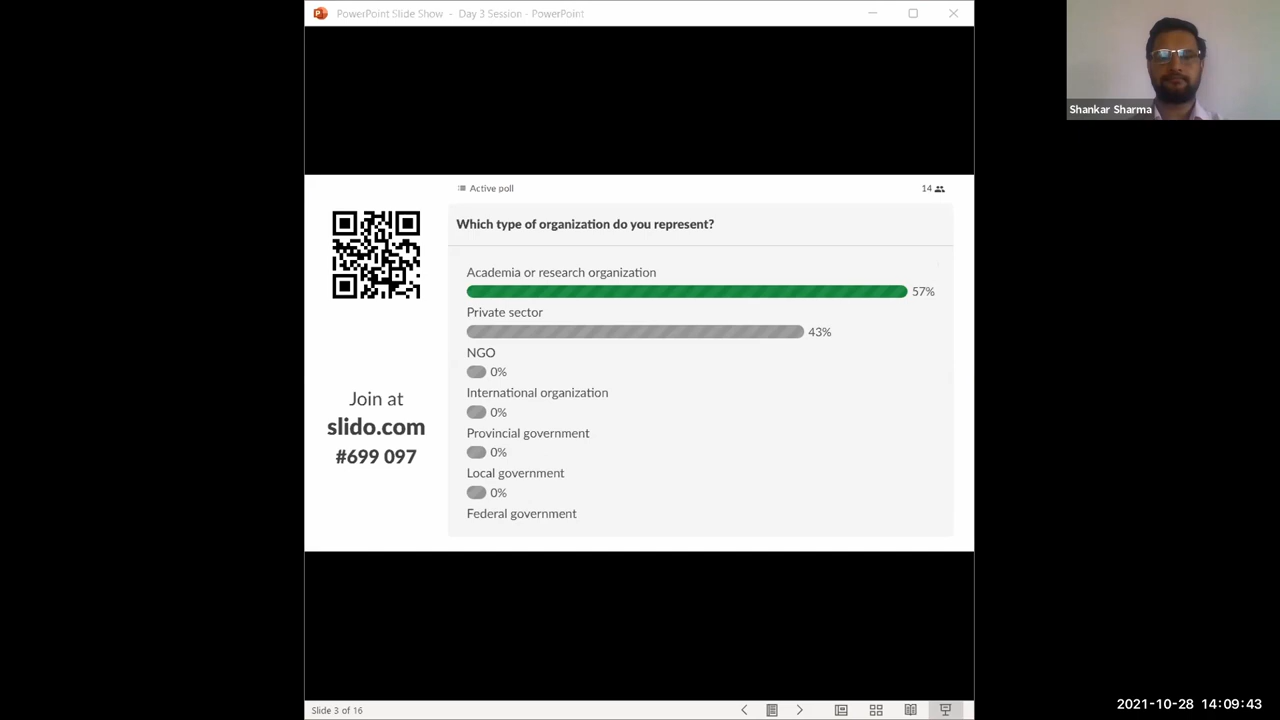 PowerPoint Slide Show - Day 3 Session - PowerPoint
Shankar Sharma
Active poll
14
Which type of organization do you represent?
Academia or research organization
57%
Private sector
43%
NGO
0%
International organization
0%
Provincial government
0%
Local government
0%
Federal government
Join at
slido.com
#699 097
Slide 3 of 16
2021-10-28 14:09:43